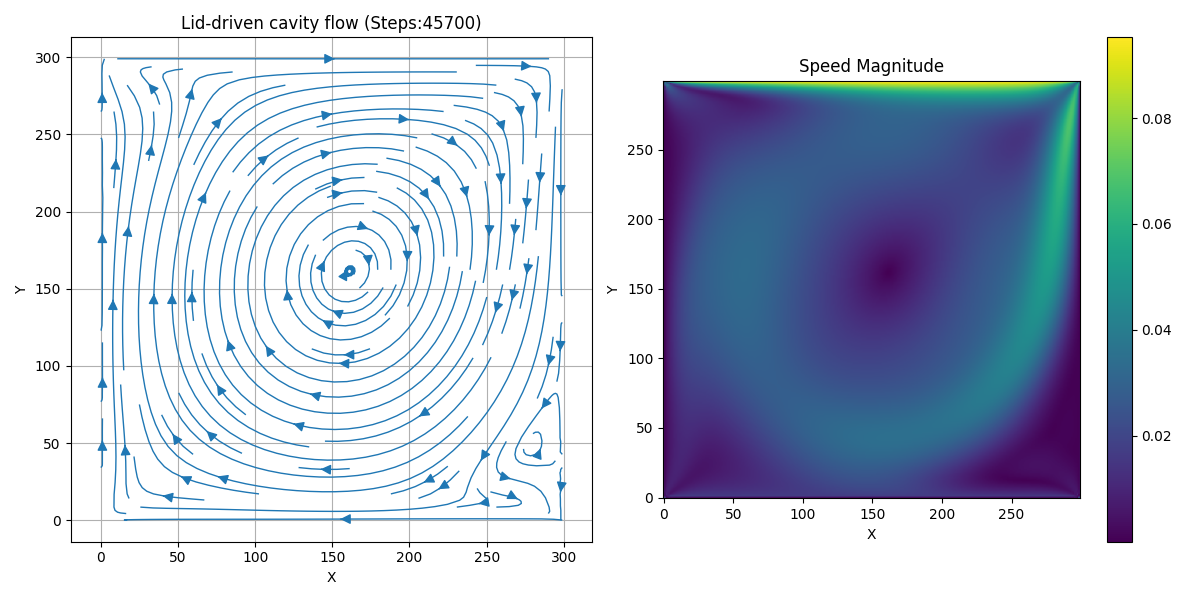 Lid-driven cavity flow (Steps:45700)
300
250
200
150
100
50
0
Y
0 50 100 150 200 250 300
X
Speed Magnitude
250
200
150
100
50
0
Y
0 50 100 150 200 250
X
0.08
0.06
0.04
0.02